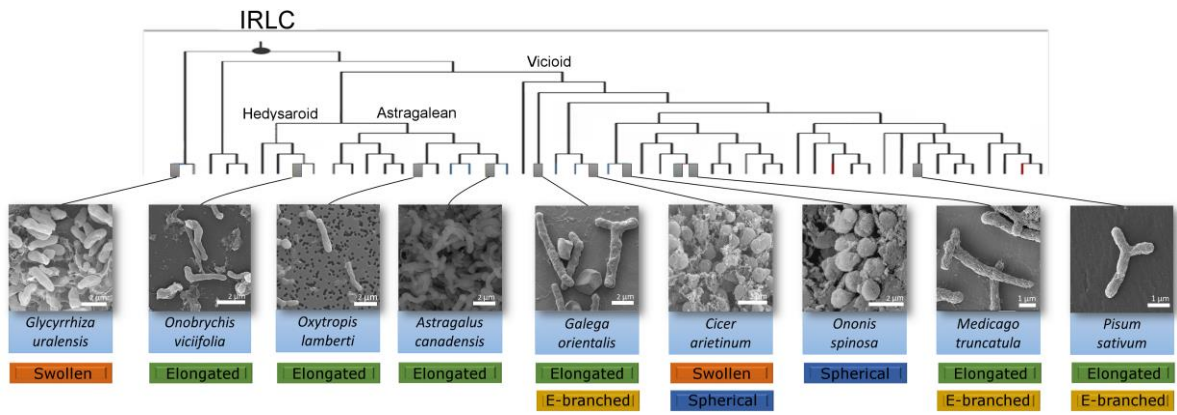 IRLC
Vicioid
Hedysaroid
Astragalean
2 µm
2 µm
2 µm
2 µm
2 µm
2 µm
1 µm
1 µm
Glycyrrhiza
uralensis
Onobrychis
viciifolia
Oxytropis
lamberti
Astragalus
canadensis
Galega
orientalis
Cicer
arietinum
Ononis
spinosa
Medicago
truncatula
Pisum
sativum
Swollen
Elongated
Elongated
Elongated
Elongated
Swollen
Spherical
Elongated
Elongated
E-branched
Spherical
E-branched
E-branched